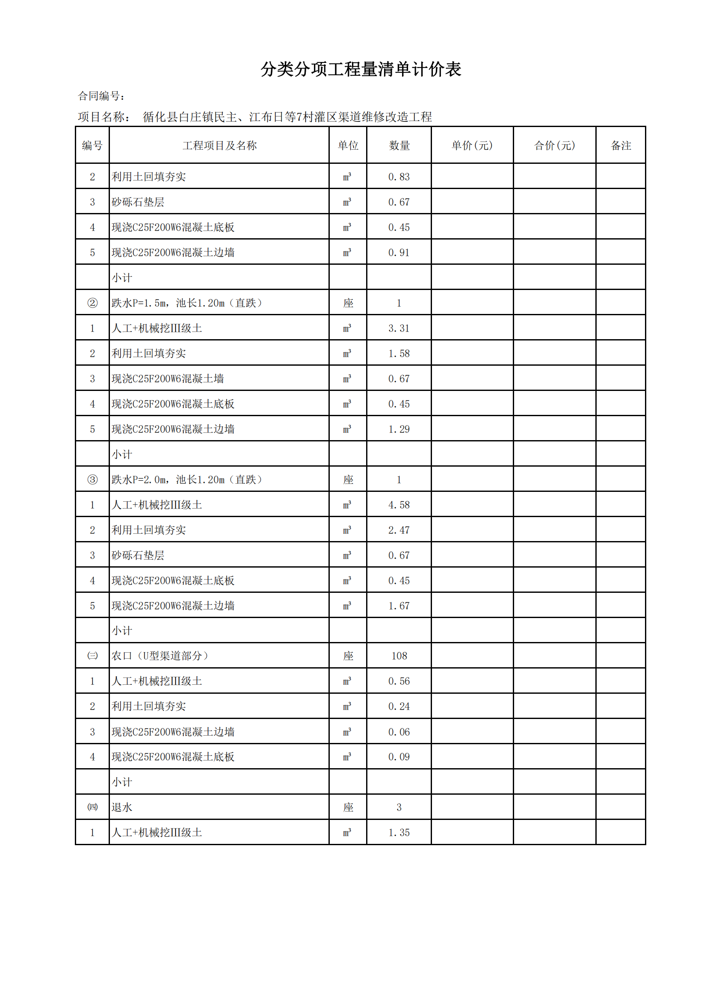 分类分项工程量清单计价表
合同编号：
项目名称： 循化县白庄镇民主、江布日等7村灌区渠道维修改造工程
编号 工程项目及名称 单位 数量 单价(元) 合价(元) 备注
2 利用土回填夯实 m³ 0.83
3 砂砾石垫层 m³ 0.67
4 现浇C25F200W6混凝土底板 m³ 0.45
5 现浇C25F200W6混凝土边墙 m³ 0.91
小计
② 跌水P=1.5m，池长1.20m（直跌） 座 1
1 人工+机械挖Ⅲ级土 m³ 3.31
2 利用土回填夯实 m³ 1.58
3 现浇C25F200W6混凝土墙 m³ 0.67
4 现浇C25F200W6混凝土底板 m³ 0.45
5 现浇C25F200W6混凝土边墙 m³ 1.29
小计
③ 跌水P=2.0m，池长1.20m（直跌） 座 1
1 人工+机械挖Ⅲ级土 m³ 4.58
2 利用土回填夯实 m³ 2.47
3 砂砾石垫层 m³ 0.67
4 现浇C25F200W6混凝土底板 m³ 0.45
5 现浇C25F200W6混凝土边墙 m³ 1.67
小计
㈢ 农口（U型渠道部分） 座 108
1 人工+机械挖Ⅲ级土 m³ 0.56
2 利用土回填夯实 m³ 0.24
3 现浇C25F200W6混凝土边墙 m³ 0.06
4 现浇C25F200W6混凝土底板 m³ 0.09
小计
㈣ 退水 座 3
1 人工+机械挖Ⅲ级土 m³ 1.35